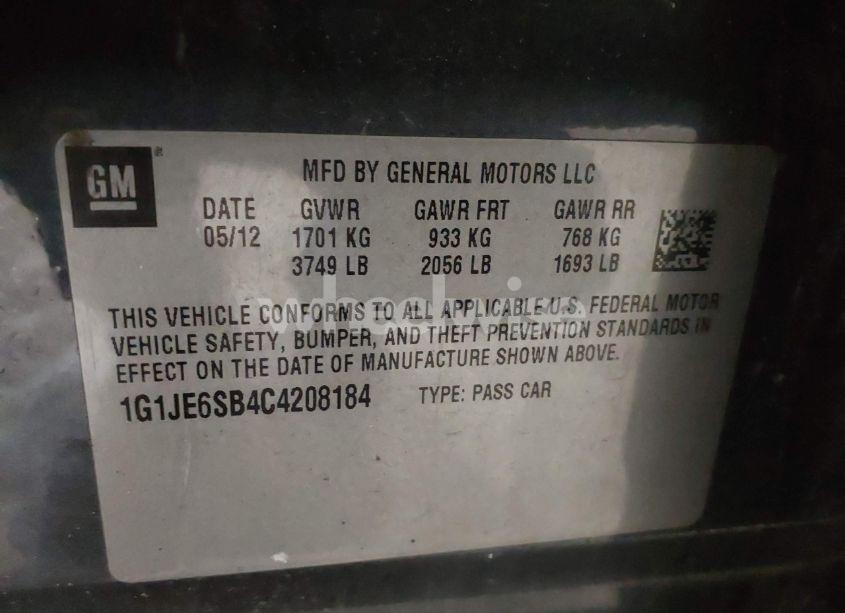 GM
MFD BY GENERAL MOTORS LLC
DATE GVWR GAWR FRT GAWR RR
05/12 1701 KG 933 KG 768 KG
3749 LB 2056 LB 1693 LB
THIS VEHICLE CONFORMS TO ALL APPLICABLE U.S. FEDERAL MOTOR
VEHICLE SAFETY, BUMPER, AND THEFT PREVENTION STANDARDS IN
EFFECT ON THE DATE OF MANUFACTURE SHOWN ABOVE.
1G1JE6SB4C4208184 TYPE: PASS CAR